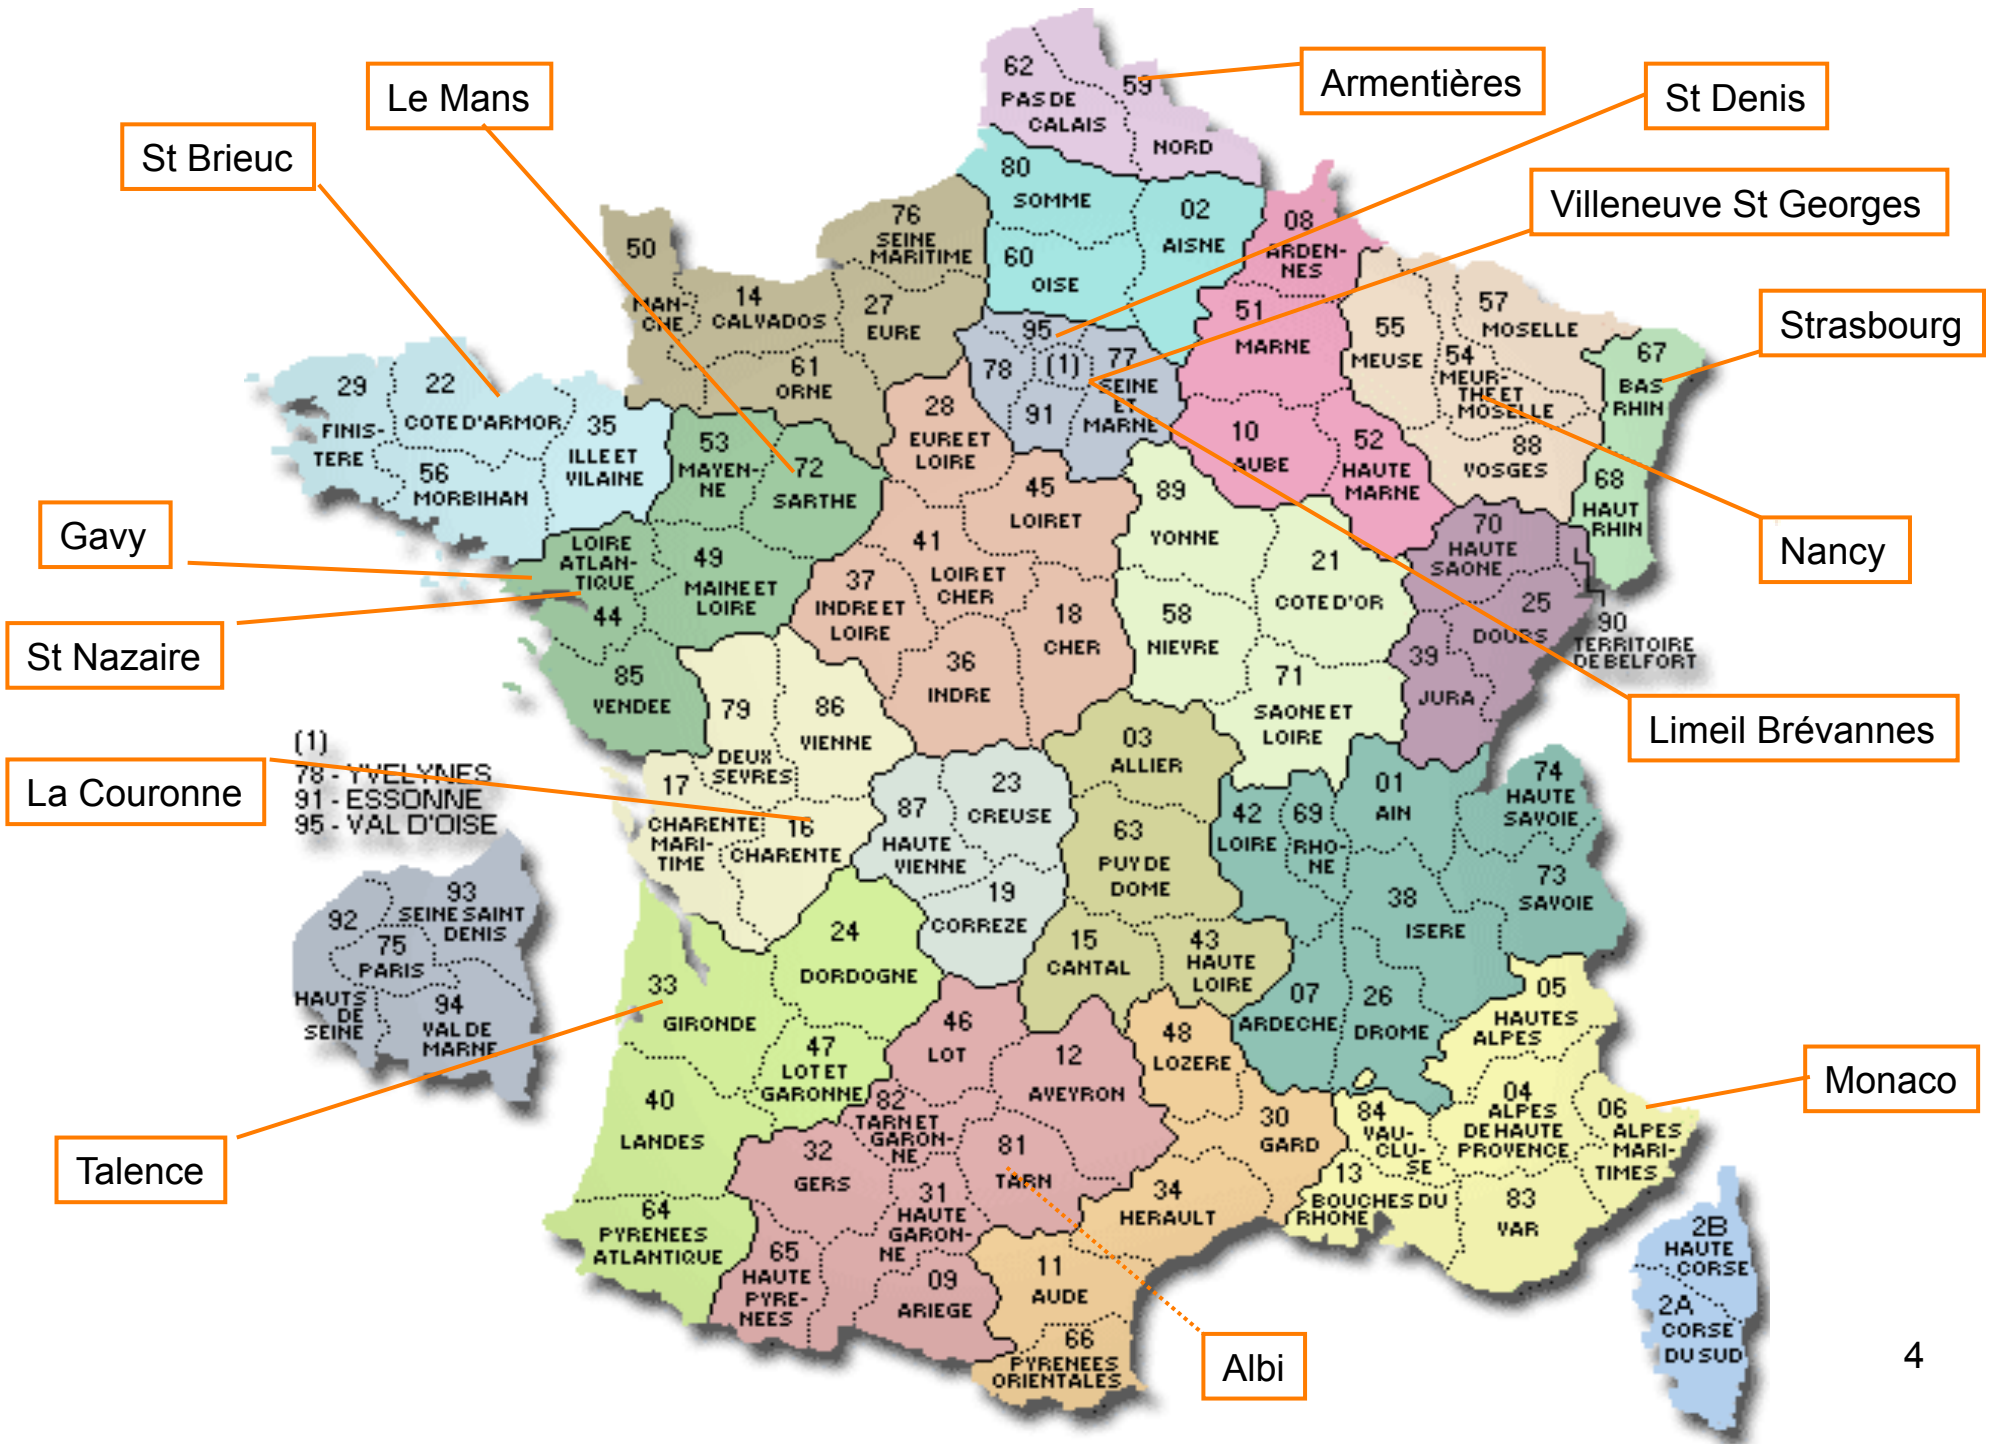 Le Mans
Armentières
St Denis
St Brieuc
Villeneuve St Georges
Strasbourg
Gavy
Nancy
St Nazaire
Limeil Brévannes
La Couronne
Monaco
Talence
Albi
4
62
PAS DE
CALAIS
59
NORD
80
SOMME
02
AISNE
60
OISE
76
SEINE
MARITIME
27
EURE
50
MAN-
CHE
14
CALVADOS
61
ORNE
08
ARDEN-
NES
51
MARNE
10
AUBE
52
HAUTE
MARNE
55
MEUSE
57
MOSELLE
54
MEUR-
THE ET
MOSELLE
88
VOSGES
67
BAS
RHIN
68
HAUT
RHIN
95
78
(1)
77
SEINE
ET
MARNE
91
29
FINIS-
TERE
22
COTE D'ARMOR
35
ILLE ET
VILAINE
56
MORBIHAN
53
MAYEN-
NE
72
SARTHE
LOIRE
ATLAN-
TIQUE
44
49
MAINE ET
LOIRE
85
VENDEE
28
EURE ET
LOIRE
45
LOIRET
41
LOIR ET
CHER
37
INDRE ET
LOIRE
18
CHER
36
INDRE
89
YONNE
21
COTE D'OR
58
NIEVRE
71
SAONE ET
LOIRE
70
HAUTE
SAONE
25
DOUBS
39
JURA
90
TERRITOIRE
DE BELFORT
79
DEUX
SEVRES
86
VIENNE
17
CHARENTE
MARI-
TIME
16
CHARENTE
87
HAUTE
VIENNE
23
CREUSE
19
CORREZE
03
ALLIER
63
PUY DE
DOME
15
CANTAL
43
HAUTE
LOIRE
42
LOIRE
69
RHO-
NE
01
AIN
74
HAUTE
SAVOIE
73
SAVOIE
38
ISERE
07
ARDECHE
26
DROME
33
GIRONDE
24
DORDOGNE
47
LOT ET
GARONNE
40
LANDES
64
PYRENEES
ATLANTIQUE
46
LOT
12
AVEYRON
82
TARN ET
GARON-
NE
81
TARN
32
GERS
31
HAUTE
GARON-
NE
65
HAUTE
PYRE-
NEES
09
ARIEGE
48
LOZERE
30
GARD
34
HERAULT
11
AUDE
66
PYRENEES
ORIENTALES
05
HAUTES
ALPES
04
ALPES
DE HAUTE
PROVENCE
06
ALPES
MARI-
TIMES
84
VAU-
CLU-
SE
13
BOUCHES DU
RHONE
83
VAR
2B
HAUTE
CORSE
2A
CORSE
DU SUD
(1)
78 - YVELYNES
91 - ESSONNE
95 - VAL D'OISE
92
HAUTS
DE
SEINE
93
SEINE SAINT
DENIS
75
PARIS
94
VAL DE
MARNE